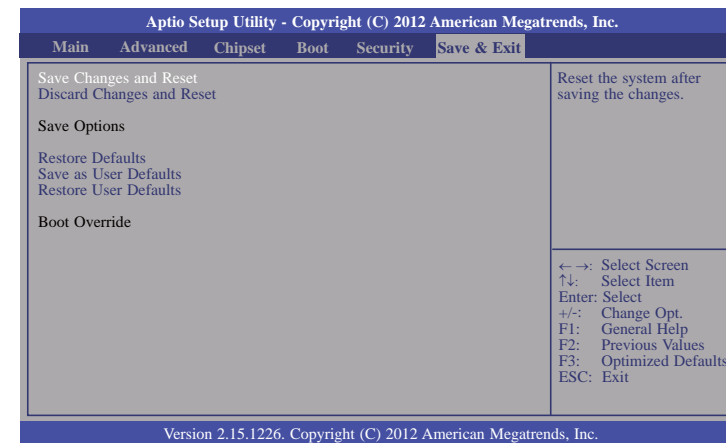 Aptio Setup Utility - Copyright (C) 2012 American Megatrends, Inc.
Main Advanced Chipset Boot Security Save & Exit
Save Changes and Reset
Discard Changes and Reset
Save Options
Restore Defaults
Save as User Defaults
Restore User Defaults
Boot Override
Reset the system after
saving the changes.
←→: Select Screen
↑↓: Select Item
Enter: Select
+/-: Change Opt.
F1: General Help
F2: Previous Values
F3: Optimized Defaults
ESC: Exit
Version 2.15.1226. Copyright (C) 2012 American Megatrends, Inc.